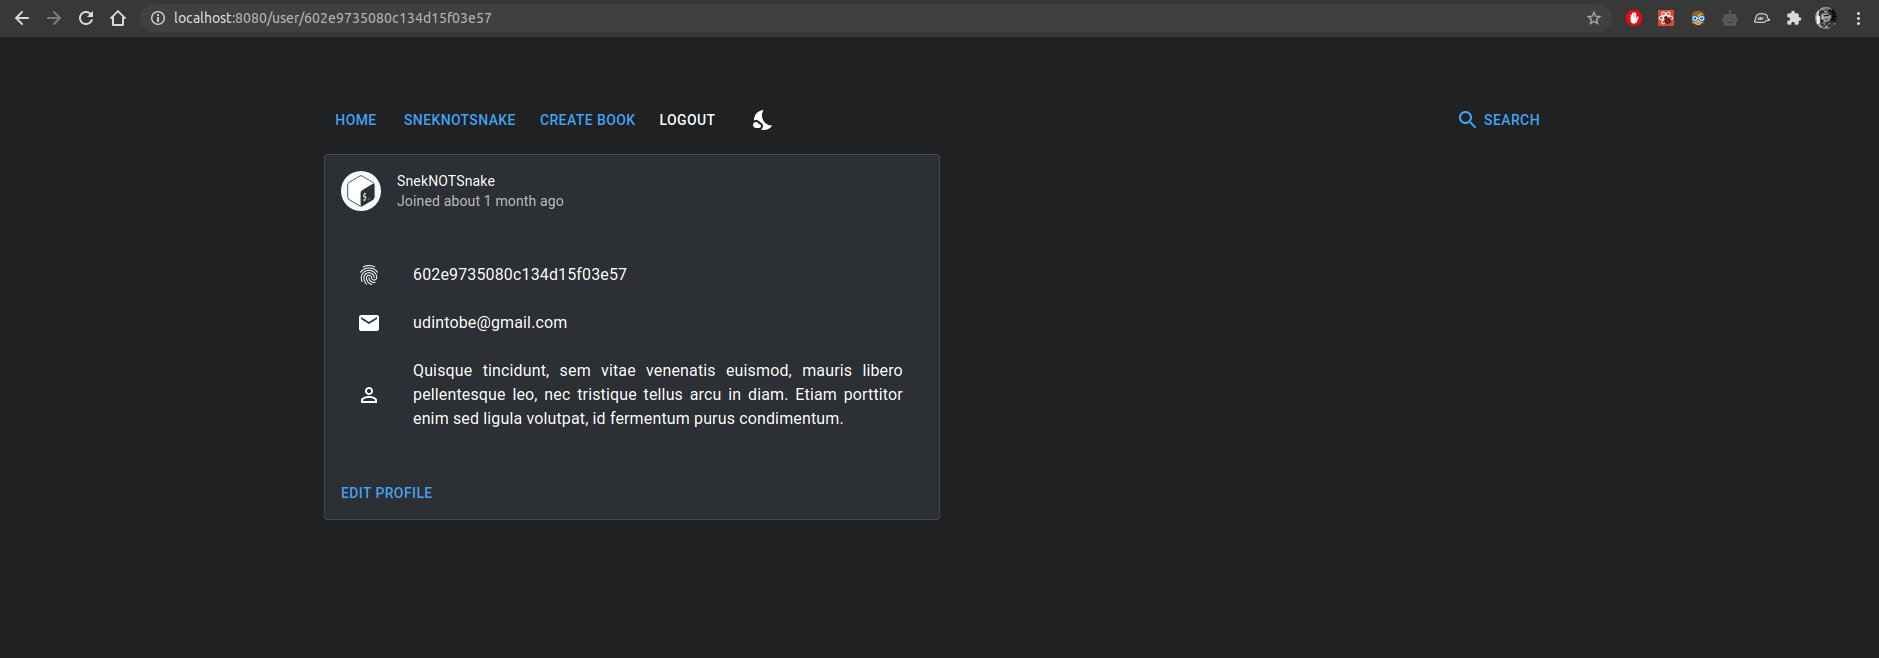 localhost:8080/user/602e9735080c134d15f03e57
HOME SNEKNOTSNAKE CREATE BOOK LOGOUT SEARCH
SnekNOTSnake
Joined about 1 month ago
602e9735080c134d15f03e57
udintobe@gmail.com
Quisque tincidunt, sem vitae venenatis euismod, mauris libero
pellentesque leo, nec tristique tellus arcu in diam. Etiam porttitor
enim sed ligula volutpat, id fermentum purus condimentum.
EDIT PROFILE